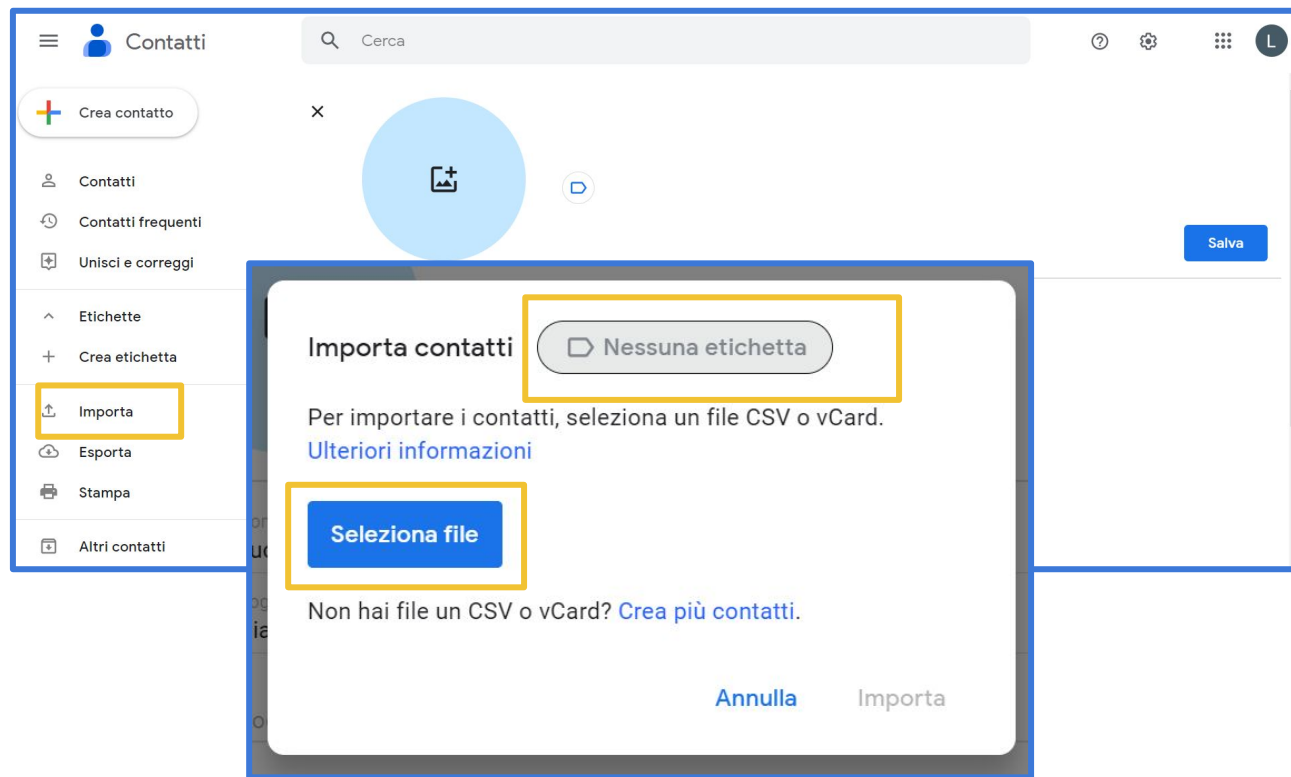 Contatti
Cerca
L
Crea contatto
Contatti
Contatti frequenti
Unisci e correggi
Salva
Etichette
Crea etichetta
Importa
Esporta
Stampa
Altri contatti
Importa contatti
Nessuna etichetta
Per importare i contatti, seleziona un file CSV o vCard.
Ulteriori informazioni
Seleziona file
Non hai file un CSV o vCard? Crea più contatti.
Annulla
Importa